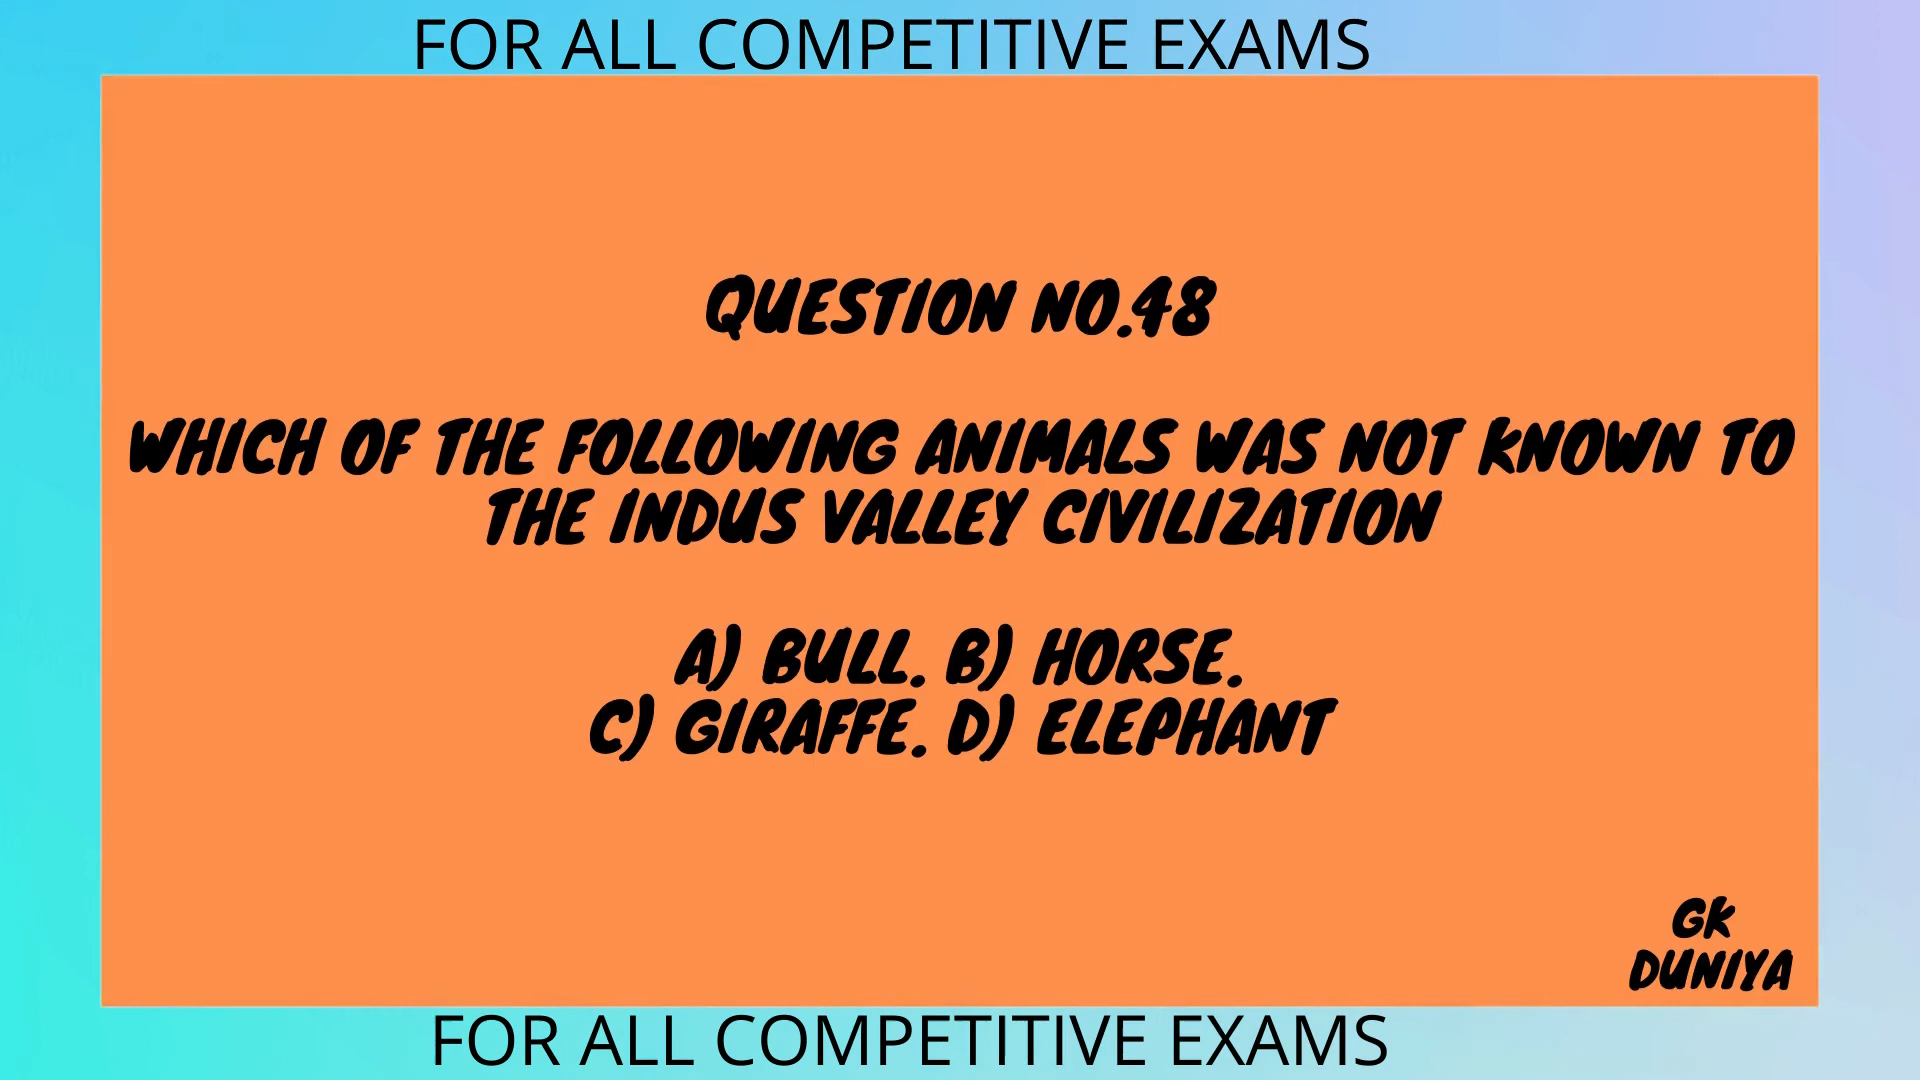 FOR ALL COMPETITIVE EXAMS
QUESTION NO.48
WHICH OF THE FOLLOWING ANIMALS WAS NOT KNOWN TO
THE INDUS VALLEY CIVILIZATION
A) BULL. B) HORSE.
C) GIRAFFE. D) ELEPHANT
GK
DUNIYA
FOR ALL COMPETITIVE EXAMS